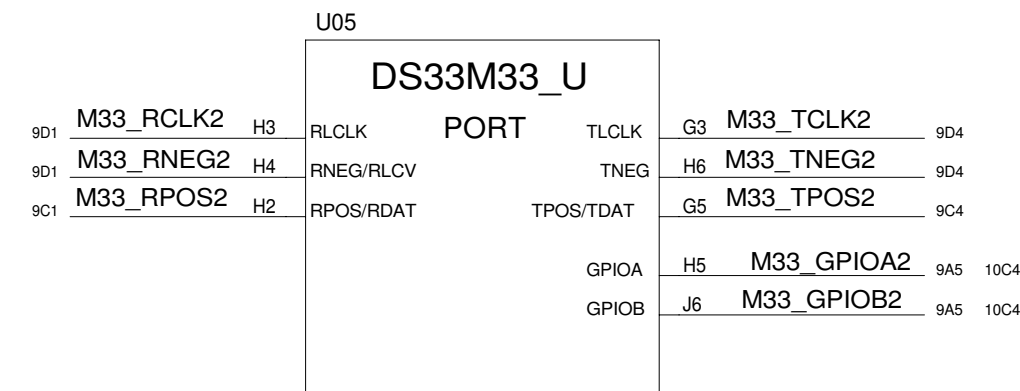 U05
DS33M33_U
9D1 M33_RCLK2 H3 RLCLK PORT TLCLK G3 M33_TCLK2 9D4
9D1 M33_RNEG2 H4 RNEG/RLCV TNEG H6 M33_TNEG2 9D4
9C1 M33_RPOS2 H2 RPOS/RDAT TPOS/TDAT G5 M33_TPOS2 9C4
GPIOA H5 M33_GPIOA2 9A5 10C4
GPIOB J6 M33_GPIOB2 9A5 10C4